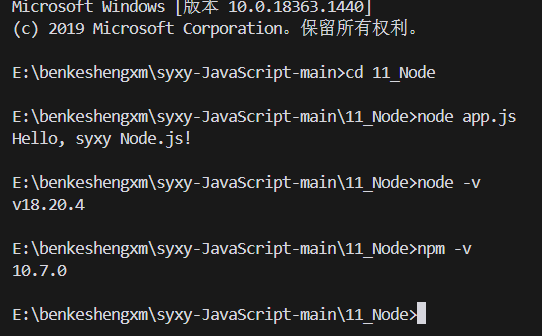 Microsoft Windows [版本 10.0.18363.1440]
(c) 2019 Microsoft Corporation。保留所有权利。
E:\benkeshengxm\syxy-JavaScript-main>cd 11_Node
E:\benkeshengxm\syxy-JavaScript-main\11_Node>node app.js
Hello, syxy Node.js!
E:\benkeshengxm\syxy-JavaScript-main\11_Node>node -v
v18.20.4
E:\benkeshengxm\syxy-JavaScript-main\11_Node>npm -v
10.7.0
E:\benkeshengxm\syxy-JavaScript-main\11_Node>